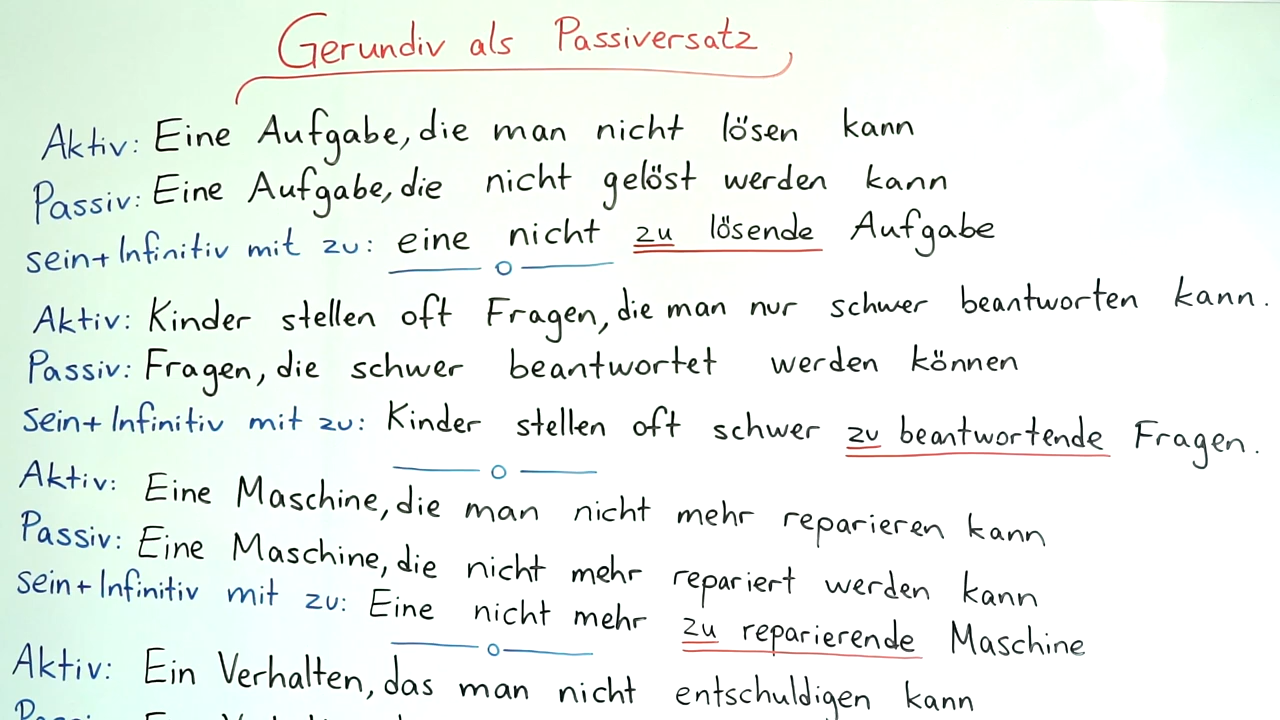 Gerundiv als Passiversatz
Aktiv: Eine Aufgabe, die man nicht lösen kann
Passiv: Eine Aufgabe, die nicht gelöst werden kann
sein+Infinitiv mit zu: eine nicht zu lösende Aufgabe
Aktiv: Kinder stellen oft Fragen, die man nur schwer beantworten kann.
Passiv: Fragen, die schwer beantwortet werden können
sein+Infinitiv mit zu: Kinder stellen oft schwer zu beantwortende Fragen.
Aktiv: Eine Maschine, die man nicht mehr reparieren kann
Passiv: Eine Maschine, die nicht mehr repariert werden kann
sein+Infinitiv mit zu: Eine nicht mehr zu reparierende Maschine
Aktiv: Ein Verhalten, das man nicht entschuldigen kann